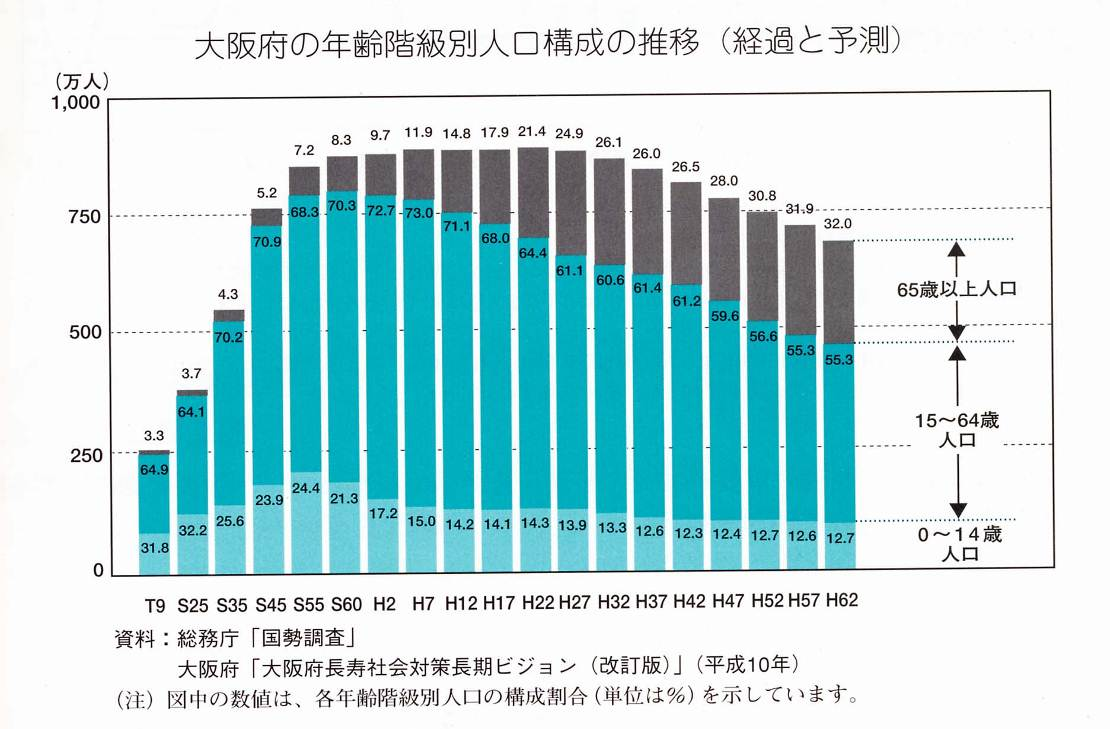 大阪府の年齢階級別人口構成の推移（経過と予測）
（万人）
1,000
750
500
250
0
3.3 3.7 4.3 5.2 7.2 8.3 9.7 11.9 14.8 17.9 21.4 24.9 26.1 26.0 26.5 28.0 30.8 31.9 32.0
64.9 64.1 70.2 70.9 68.3 70.3 72.7 73.0 71.1 68.0 64.4 61.1 60.6 61.4 61.2 59.6 56.6 55.3 55.3
31.8 32.2 25.6 23.9 24.4 21.3 17.2 15.0 14.2 14.1 14.3 13.9 13.3 12.6 12.3 12.4 12.7 12.6 12.7
65歳以上人口
15〜64歳
人口
0〜14歳
人口
T9 S25 S35 S45 S55 S60 H2 H7 H12 H17 H22 H27 H32 H37 H42 H47 H52 H57 H62
資料：総務庁「国勢調査」
大阪府「大阪府長寿社会対策長期ビジョン（改訂版）」（平成10年）
（注）図中の数値は、各年齢階級別人口の構成割合（単位は％）を示しています。